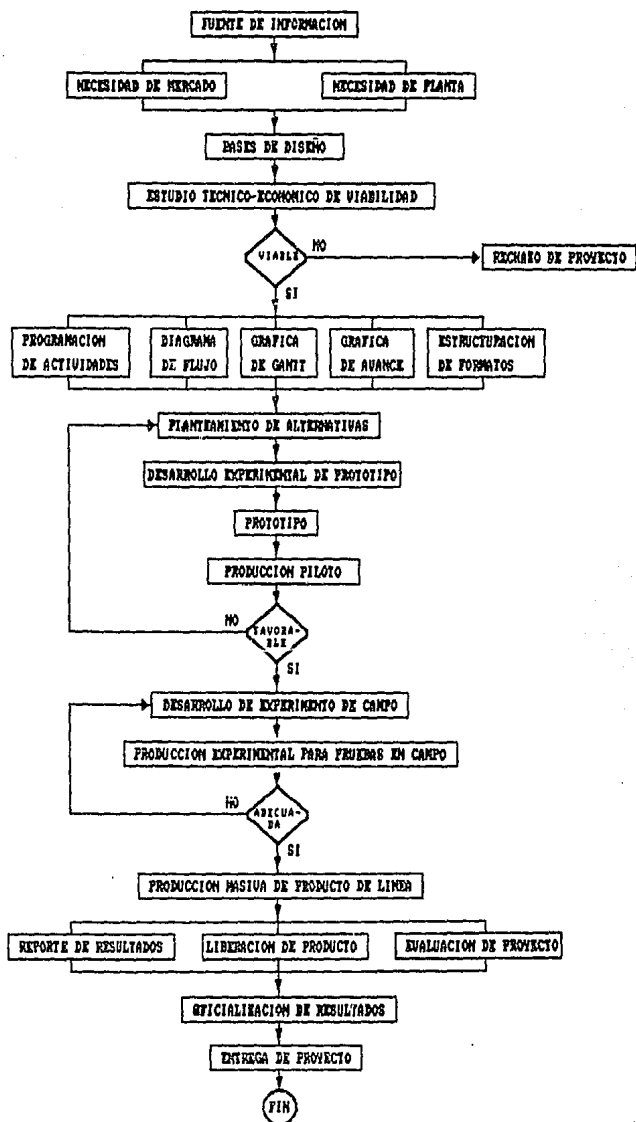 FUENTE DE INFORMACION
NECESIDAD DE MERCADO
NECESIDAD DE PLANTA
BASES DE DISEÑO
ESTUDIO TECNICO-ECONOMICO DE VIABILIDAD
VIABLE
NO
RECHAZO DE PROYECTO
SI
PROGRAMACION
DE ACTIVIDADES
DIAGRAMA
DE FLUJO
GRAFICA
DE GANTT
GRAFICA
DE AVANCE
ESTRUCTURACION
DE FORMATOS
PLANTEAMIENTO DE ALTERNATIVAS
DESARROLLO EXPERIMENTAL DE PROTOTIPO
PROTOTIPO
PRODUCCION PILOTO
NO
FAVORA-
BLE
SI
DESARROLLO DE EXPERIMENTO DE CAMPO
PRODUCCION EXPERIMENTAL PARA PRUEBAS EN CAMPO
NO
ADECUA-
DA
SI
PRODUCCION MASIVA DE PRODUCTO DE LINEA
REPORTE DE RESULTADOS
LIBERACION DE PRODUCTO
EVALUACION DE PROYECTO
OFICIALIZACION DE RESULTADOS
ENTREGA DE PROYECTO
FIN